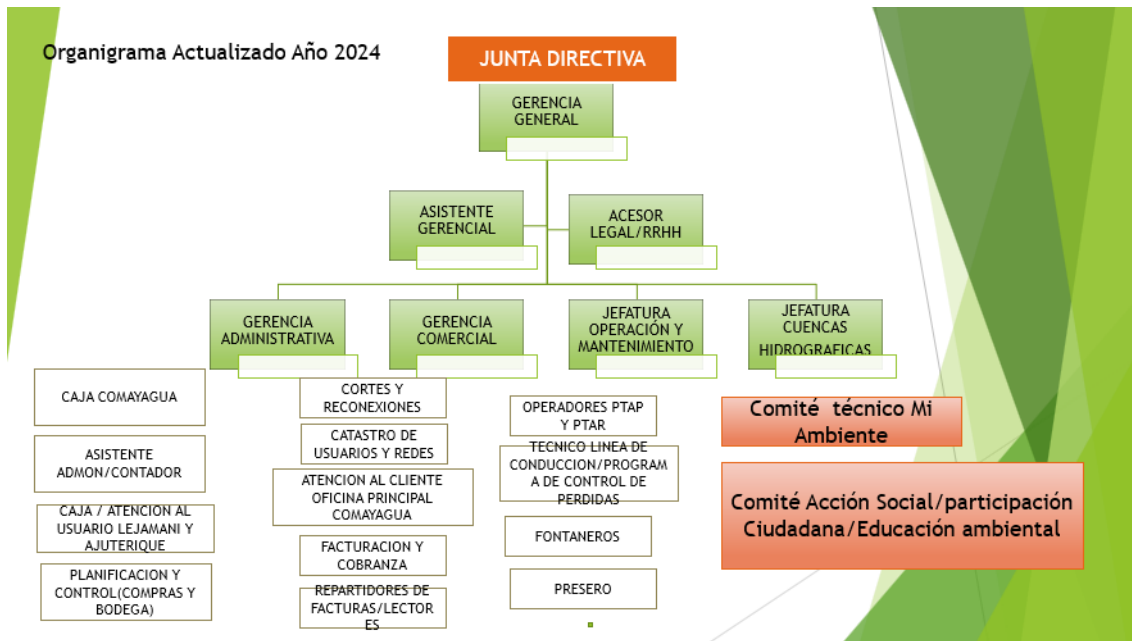 Organigrama Actualizado Año 2024
JUNTA DIRECTIVA
GERENCIA
GENERAL
ASISTENTE
GERENCIAL
ACESOR
LEGAL/RRHH
GERENCIA
ADMINISTRATIVA
GERENCIA
COMERCIAL
JEFATURA
OPERACIÓN Y
MANTENIMIENTO
JEFATURA
CUENCAS
HIDROGRAFICAS
CAJA COMAYAGUA
ASISTENTE
ADMON/CONTADOR
CAJA / ATENCION AL
USUARIO LEJAMANI Y
AJUTERIQUE
PLANIFICACION Y
CONTROL(COMPRAS Y
BODEGA)
CORTES Y
RECONEXIONES
CATASTRO DE
USUARIOS Y REDES
ATENCION AL CLIENTE
OFICINA PRINCIPAL
COMAYAGUA
FACTURACION Y
COBRANZA
REPARTIDORES DE
FACTURAS/LECTOR
ES
OPERADORES PTAP
Y PTAR
TECNICO LINEA DE
CONDUCCION/PROGRAM
A DE CONTROL DE
PERDIDAS
FONTANEROS
PRESERO
Comité técnico Mi
Ambiente
Comité Acción Social/participación
Ciudadana/Educación ambiental